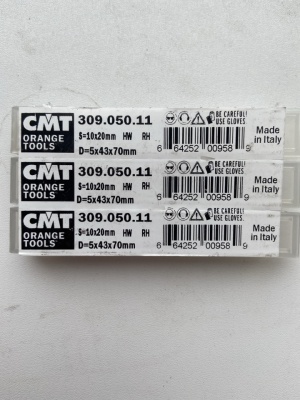 CMT
ORANGE
TOOLS
309.050.11
S=10x20mm HW RH
D=5x43x70mm
BE CAREFUL!
USE GLOVES.
6 64252 00958 9
Made
in Italy
CMT
ORANGE
TOOLS
309.050.11
S=10x20mm HW RH
D=5x43x70mm
BE CAREFUL!
USE GLOVES.
6 64252 00958 9
Made
in Italy
CMT
ORANGE
TOOLS
309.050.11
S=10x20mm HW RH
D=5x43x70mm
BE CAREFUL!
USE GLOVES.
6 64252 00958 9
Made
in Italy